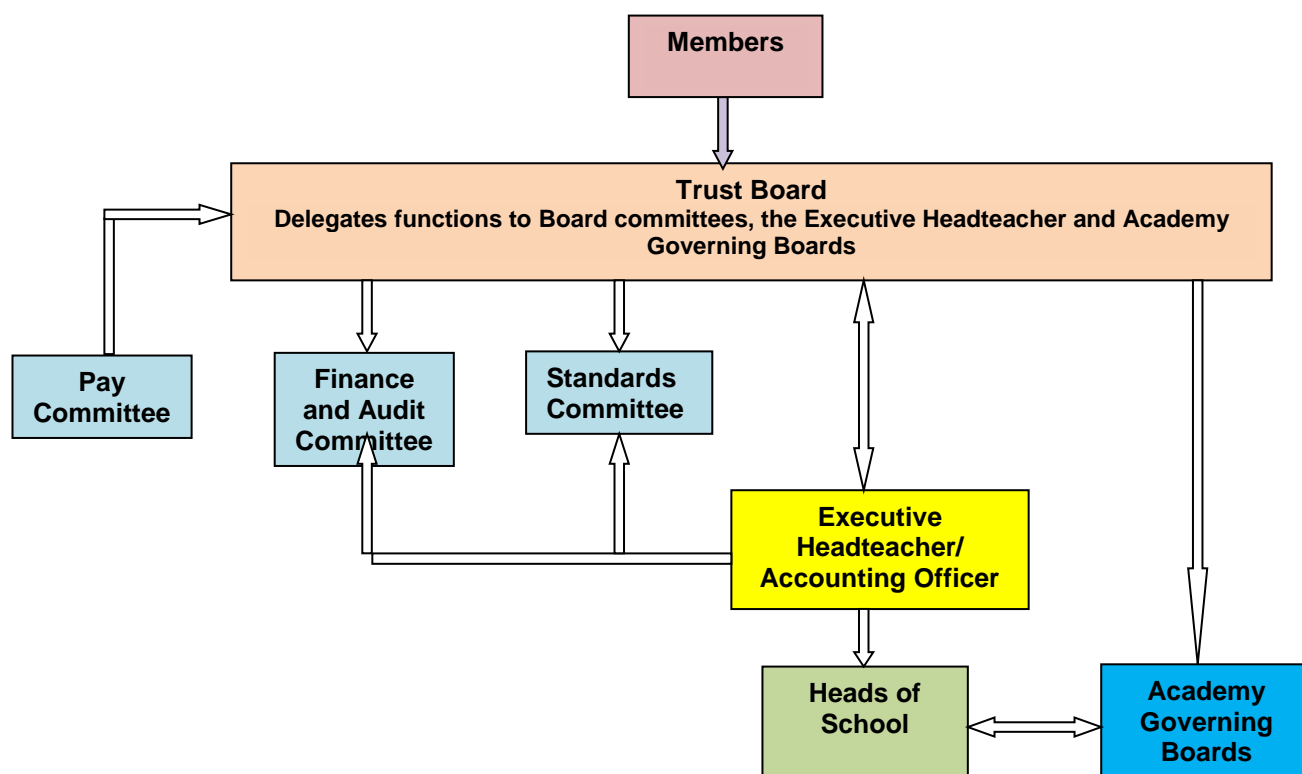 Members
Trust Board
Delegates functions to Board committees, the Executive Headteacher and Academy
Governing Boards
Pay
Committee
Finance
and Audit
Committee
Standards
Committee
Executive
Headteacher/
Accounting Officer
Heads of
School
Academy
Governing
Boards